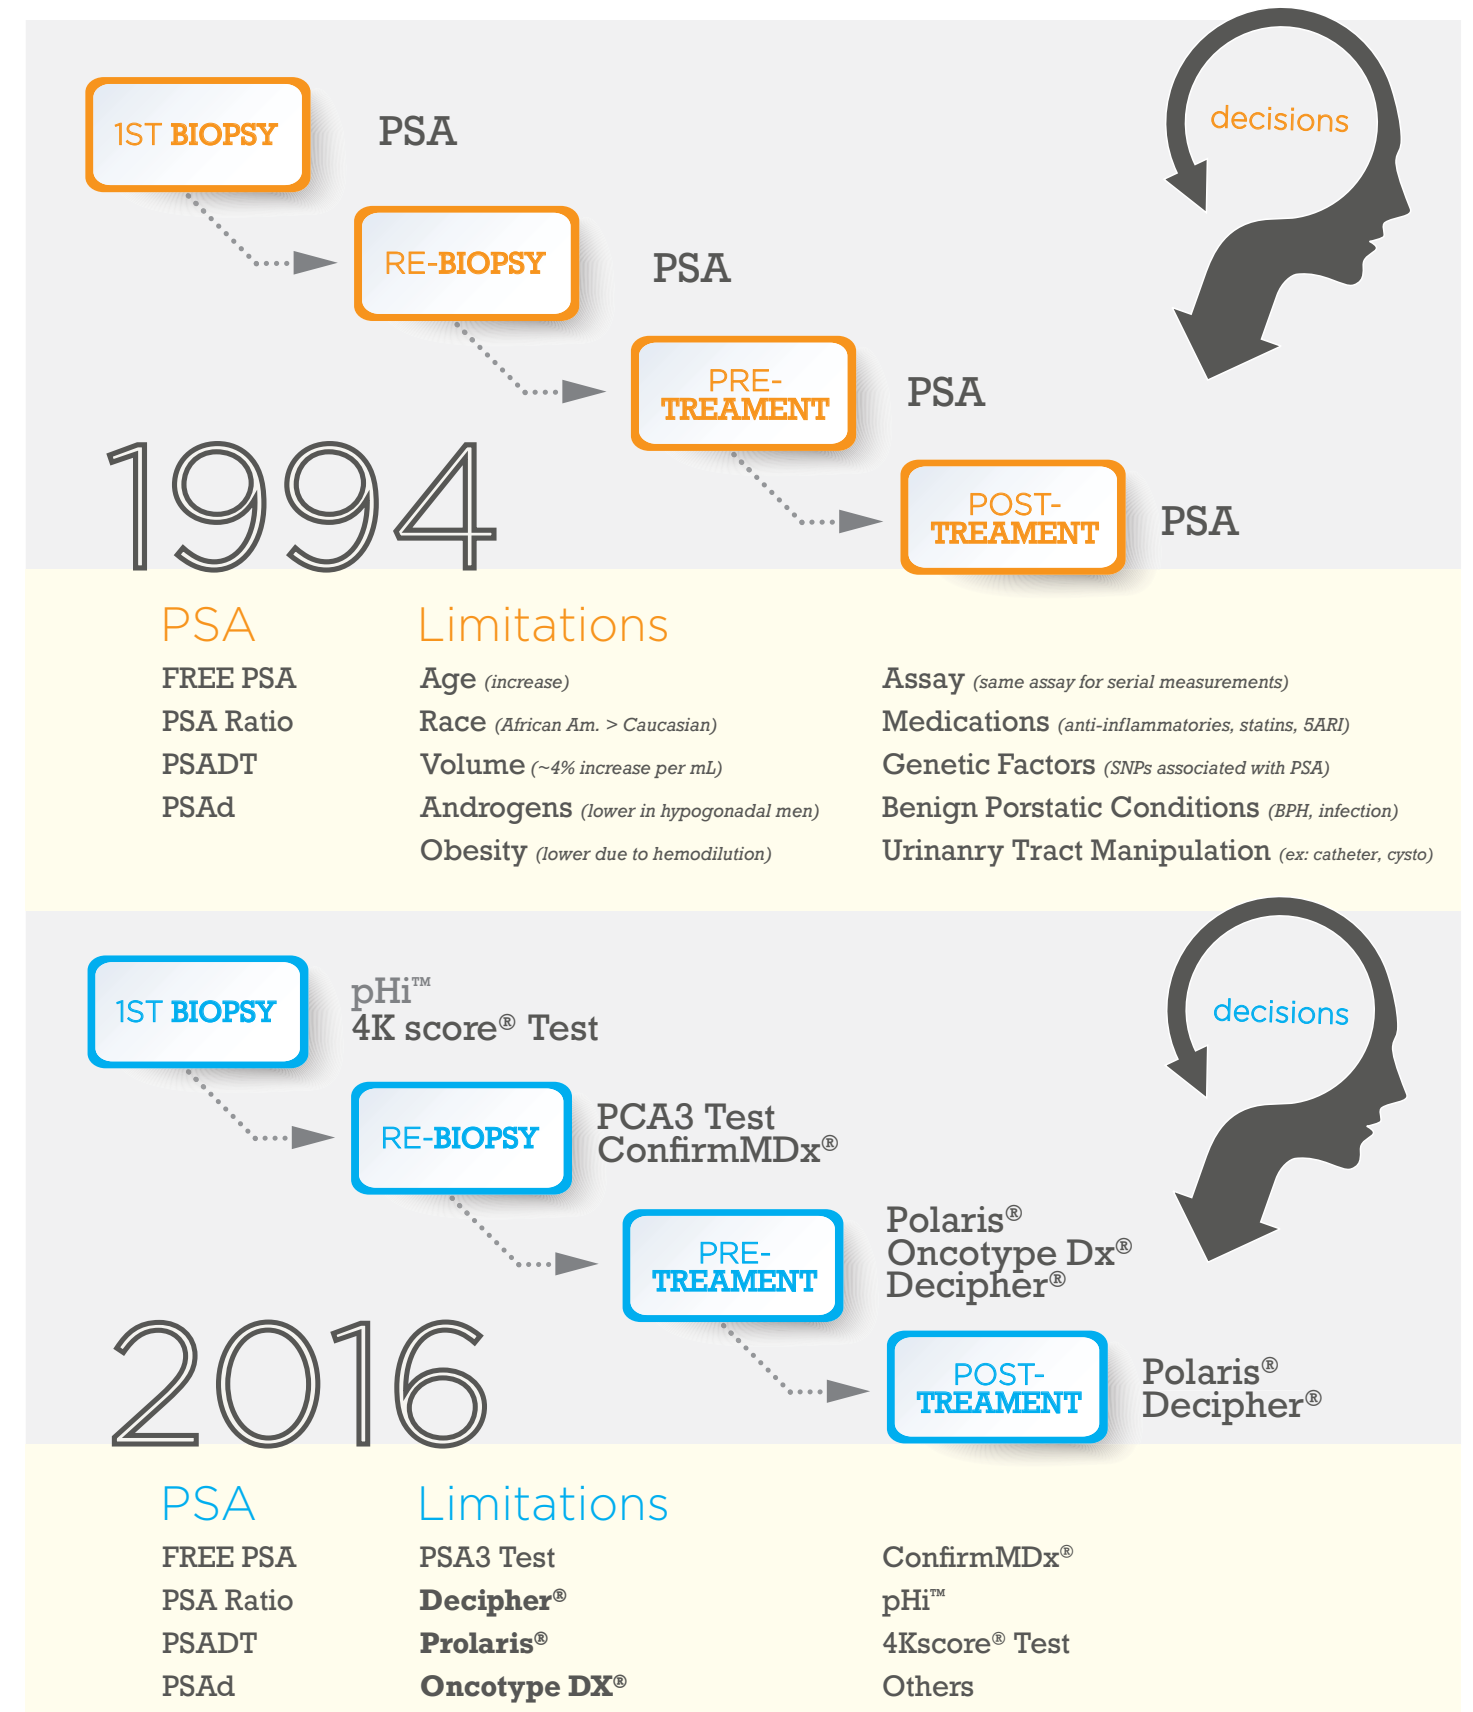 1ST BIOPSY
PSA
decisions
RE-BIOPSY
PSA
PRE-
TREAMENT
PSA
POST-
TREAMENT
PSA
1994
PSA
FREE PSA
PSA Ratio
PSADT
PSAd
Limitations
Age (increase)
Race (African Am. > Caucasian)
Volume (~4% increase per mL)
Androgens (lower in hypogonadal men)
Obesity (lower due to hemodilution)
Assay (same assay for serial measurements)
Medications (anti-inflammatories, statins, 5ARI)
Genetic Factors (SNPs associated with PSA)
Benign Porstatic Conditions (BPH, infection)
Urinanry Tract Manipulation (ex: catheter, cysto)
1ST BIOPSY
pHi™
4K score® Test
decisions
RE-BIOPSY
PCA3 Test
ConfirmMDx®
PRE-
TREAMENT
Polaris®
Oncotype Dx®
Decipher®
POST-
TREAMENT
Polaris®
Decipher®
2016
PSA
FREE PSA
PSA Ratio
PSADT
PSAd
Limitations
PSA3 Test
Decipher®
Prolaris®
Oncotype DX®
ConfirmMDx®
pHi™
4Kscore® Test
Others